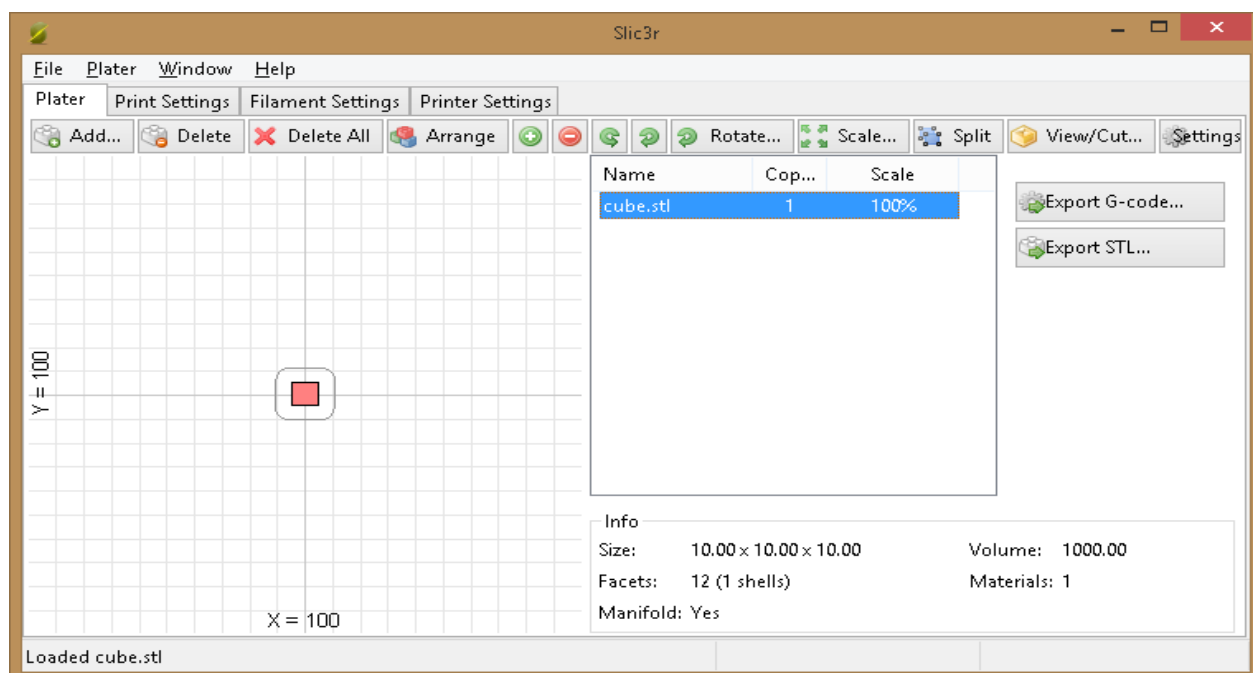 Slic3r
File Plater Window Help
Plater Print Settings Filament Settings Printer Settings
Add... Delete Delete All Arrange Rotate... Scale... Split View/Cut... Settings
Name Cop... Scale
cube.stl 1 100%
Export G-code...
Export STL...
Y = 100
X = 100
Info
Size: 10.00 x 10.00 x 10.00 Volume: 1000.00
Facets: 12 (1 shells) Materials: 1
Manifold: Yes
Loaded cube.stl